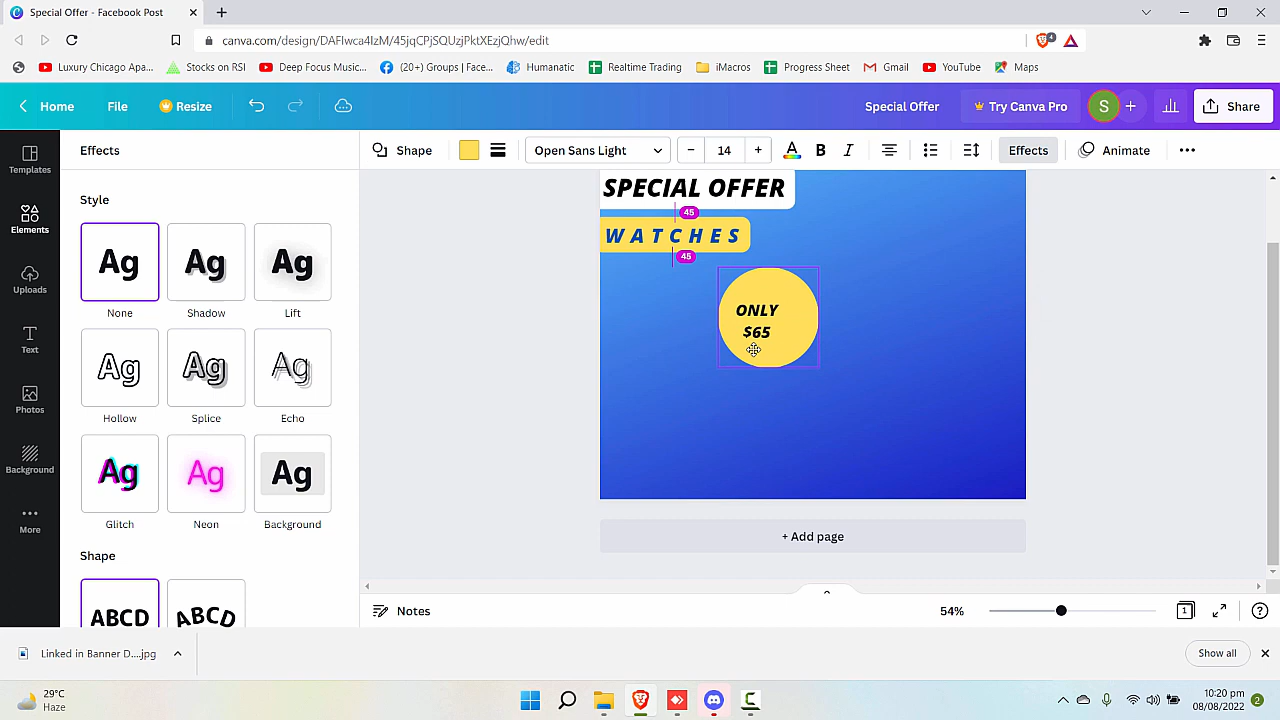 Special Offer - Facebook Post
canva.com/design/DAFIwca4IzM/45jqCPjSQUzjPktXEzjQhw/edit
4
Luxury Chicago Apa...
Stocks on RSI
Deep Focus Music...
(20+) Groups | Face...
Humanatic
Realtime Trading
iMacros
Progress Sheet
Gmail
YouTube
Maps
Home
File
Resize
Special Offer
Try Canva Pro
S
Share
Templates
Elements
Uploads
Text
Photos
Background
More
Effects
Shape
Open Sans Light
14
A
B
I
Effects
Animate
Style
Ag
Ag
Ag
None
Shadow
Lift
Ag
Ag
Ag
Hollow
Splice
Echo
Ag
Ag
Ag
Glitch
Neon
Background
Shape
ABCD
ABCD
SPECIAL OFFER
45
WATCHES
45
ONLY
$65
+ Add page
Notes
54%
1
Linked in Banner D....jpg
Show all
29°C
Haze
10:20 pm
08/08/2022
2